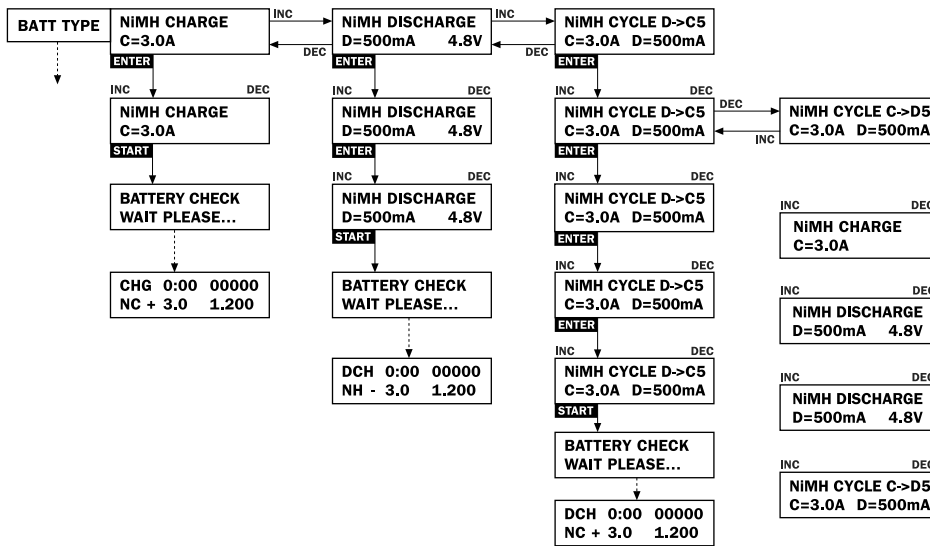 BATT TYPE
NiMH CHARGE
C=3.0A
ENTER
INC
DEC
NiMH DISCHARGE
D=500mA 4.8V
ENTER
INC
DEC
NiMH CYCLE D->C5
C=3.0A D=500mA
ENTER
INC DEC
NiMH CHARGE
C=3.0A
START
BATTERY CHECK
WAIT PLEASE...
CHG 0:00 00000
NC + 3.0 1.200
INC DEC
NiMH DISCHARGE
D=500mA 4.8V
ENTER
INC DEC
NiMH DISCHARGE
D=500mA 4.8V
START
BATTERY CHECK
WAIT PLEASE...
DCH 0:00 00000
NH - 3.0 1.200
INC DEC
NiMH CYCLE D->C5
C=3.0A D=500mA
ENTER
DEC
INC
NiMH CYCLE C->D5
C=3.0A D=500mA
INC DEC
NiMH CYCLE D->C5
C=3.0A D=500mA
ENTER
INC DEC
NiMH CYCLE D->C5
C=3.0A D=500mA
ENTER
INC DEC
NiMH CYCLE D->C5
C=3.0A D=500mA
START
BATTERY CHECK
WAIT PLEASE...
DCH 0:00 00000
NC + 3.0 1.200
INC DEC
NiMH CHARGE
C=3.0A
INC DEC
NiMH DISCHARGE
D=500mA 4.8V
INC DEC
NiMH DISCHARGE
D=500mA 4.8V
INC DEC
NiMH CYCLE C->D5
C=3.0A D=500mA